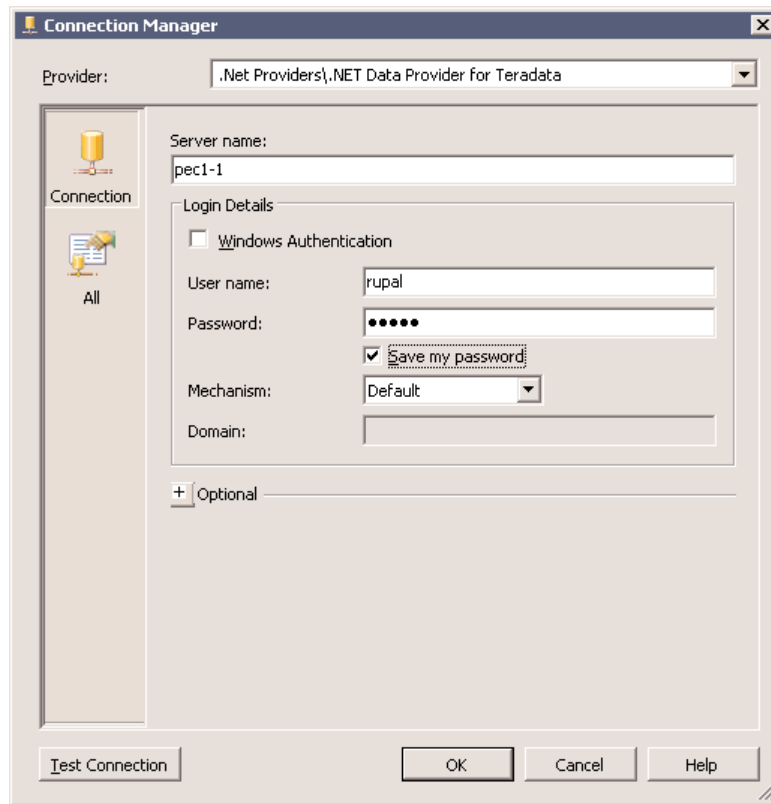 Connection Manager
Provider: .Net Providers\.NET Data Provider for Teradata
Connection
All
Server name:
pec1-1
Login Details
Windows Authentication
User name: rupal
Password: •••••
Save my password
Mechanism: Default
Domain:
+ Optional
Test Connection OK Cancel Help